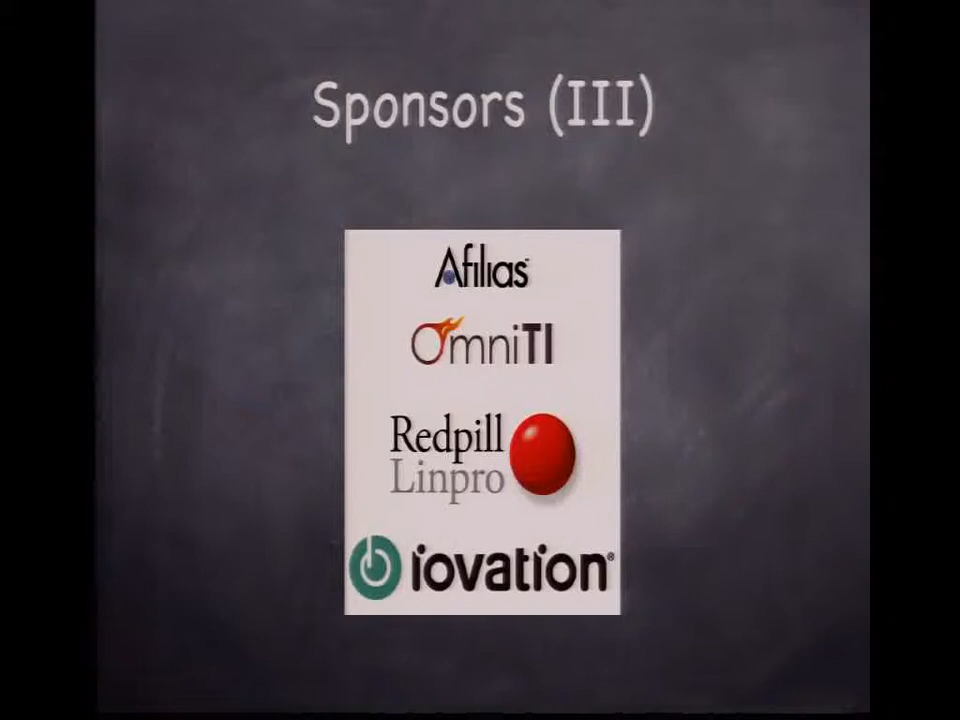 Sponsors (III)
Afilias
OmniTI
Redpill
Linpro
iovation®